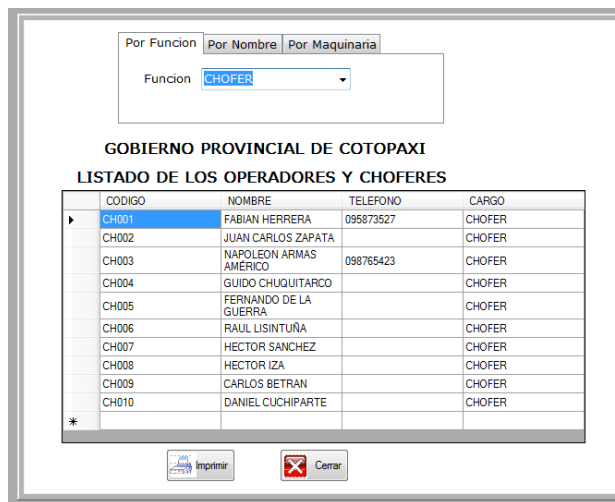 Por Funcion Por Nombre Por Maquinaria
Funcion CHOFER
GOBIERNO PROVINCIAL DE COTOPAXI
LISTADO DE LOS OPERADORES Y CHOFERES
CODIGO NOMBRE TELEFONO CARGO
CH001 FABIAN HERRERA 095873527 CHOFER
CH002 JUAN CARLOS ZAPATA CHOFER
CH003 NAPOLEON ARMAS AMÉRICO 098765423 CHOFER
CH004 GUIDO CHUQUITARCO CHOFER
CH005 FERNANDO DE LA GUERRA CHOFER
CH006 RAUL LISINTUÑA CHOFER
CH007 HECTOR SANCHEZ CHOFER
CH008 HECTOR IZA CHOFER
CH009 CARLOS BETRAN CHOFER
CH010 DANIEL CUCHIPARTE CHOFER
Imprimir Cerrar